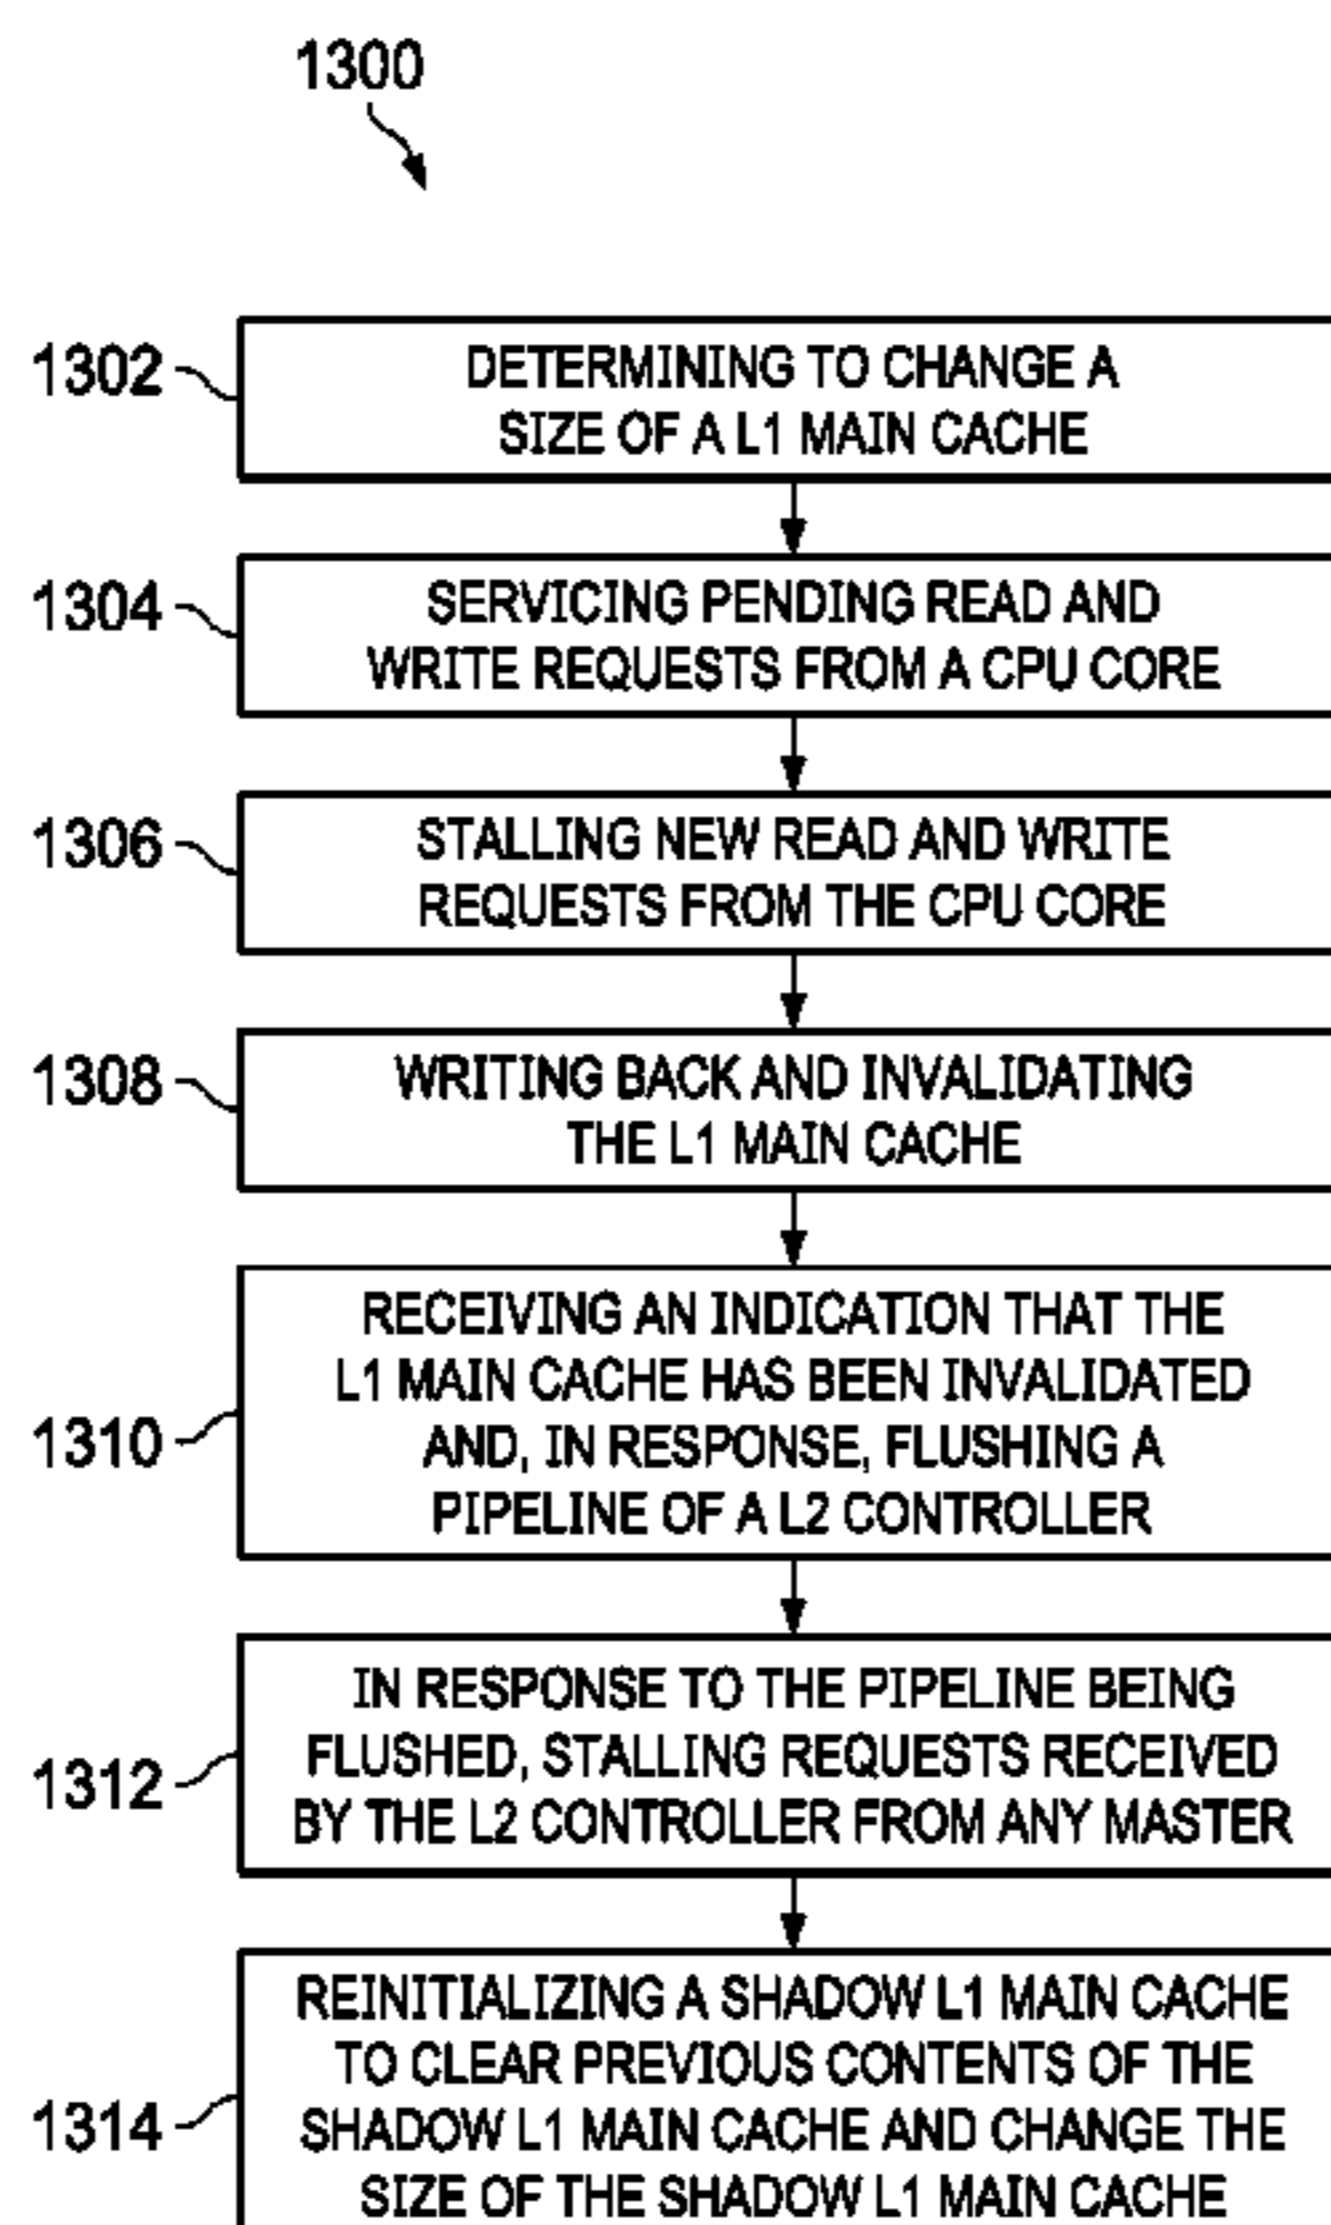 1300
1302
DETERMINING TO CHANGE A
SIZE OF A L1 MAIN CACHE
1304
SERVICING PENDING READ AND
WRITE REQUESTS FROM A CPU CORE
1306
STALLING NEW READ AND WRITE
REQUESTS FROM THE CPU CORE
1308
WRITING BACK AND INVALIDATING
THE L1 MAIN CACHE
1310
RECEIVING AN INDICATION THAT THE
L1 MAIN CACHE HAS BEEN INVALIDATED
AND, IN RESPONSE, FLUSHING A
PIPELINE OF A L2 CONTROLLER
1312
IN RESPONSE TO THE PIPELINE BEING
FLUSHED, STALLING REQUESTS RECEIVED
BY THE L2 CONTROLLER FROM ANY MASTER
1314
REINITIALIZING A SHADOW L1 MAIN CACHE
TO CLEAR PREVIOUS CONTENTS OF THE
SHADOW L1 MAIN CACHE AND CHANGE THE
SIZE OF THE SHADOW L1 MAIN CACHE